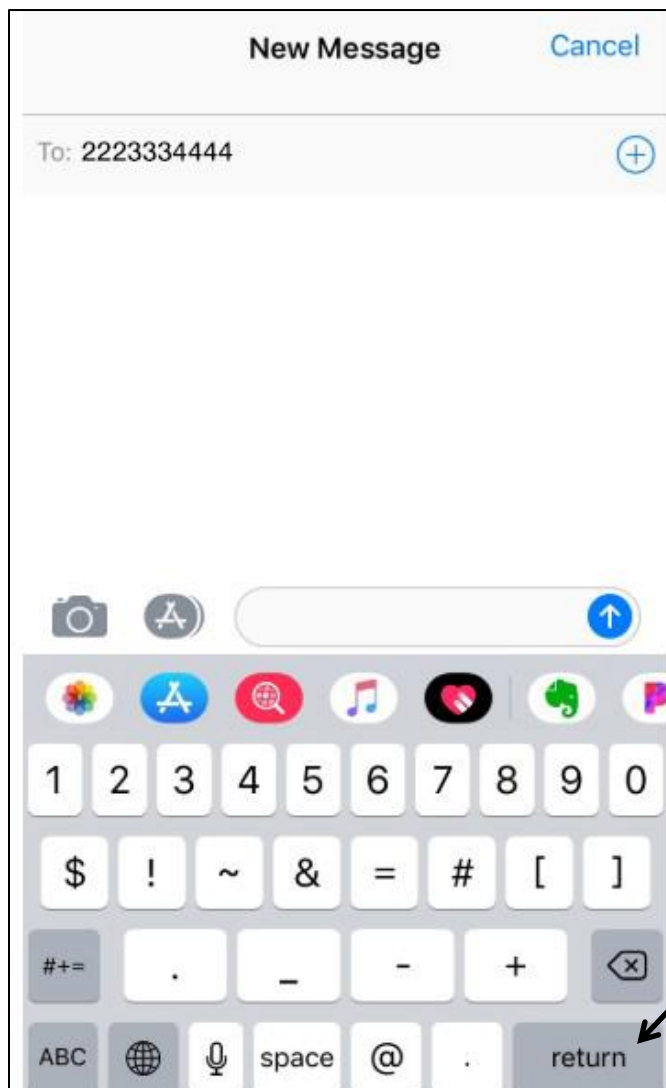 New Message Cancel
To: 2223334444
1 2 3 4 5 6 7 8 9 0
$ ! ~ & = # [ ]
#+= . _ - +
ABC space @ . return